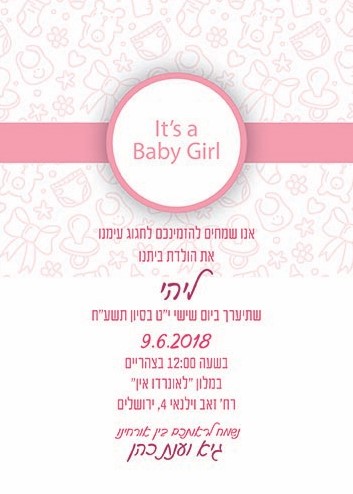 It's a
Baby Girl
אנו שמחים להזמינכם לחגוג עימנו
את הולדת ביתנו
ליהי
שתיערך ביום שישי י"ט בסיון תשע"ח
9.6.2018
בשעה 12:00 בצהריים
במלון "לאונרדו אין"
רח' זאב וילנאי 4, ירושלים
נשמח לראותכם בין אורחינו
גיא וענת כהן